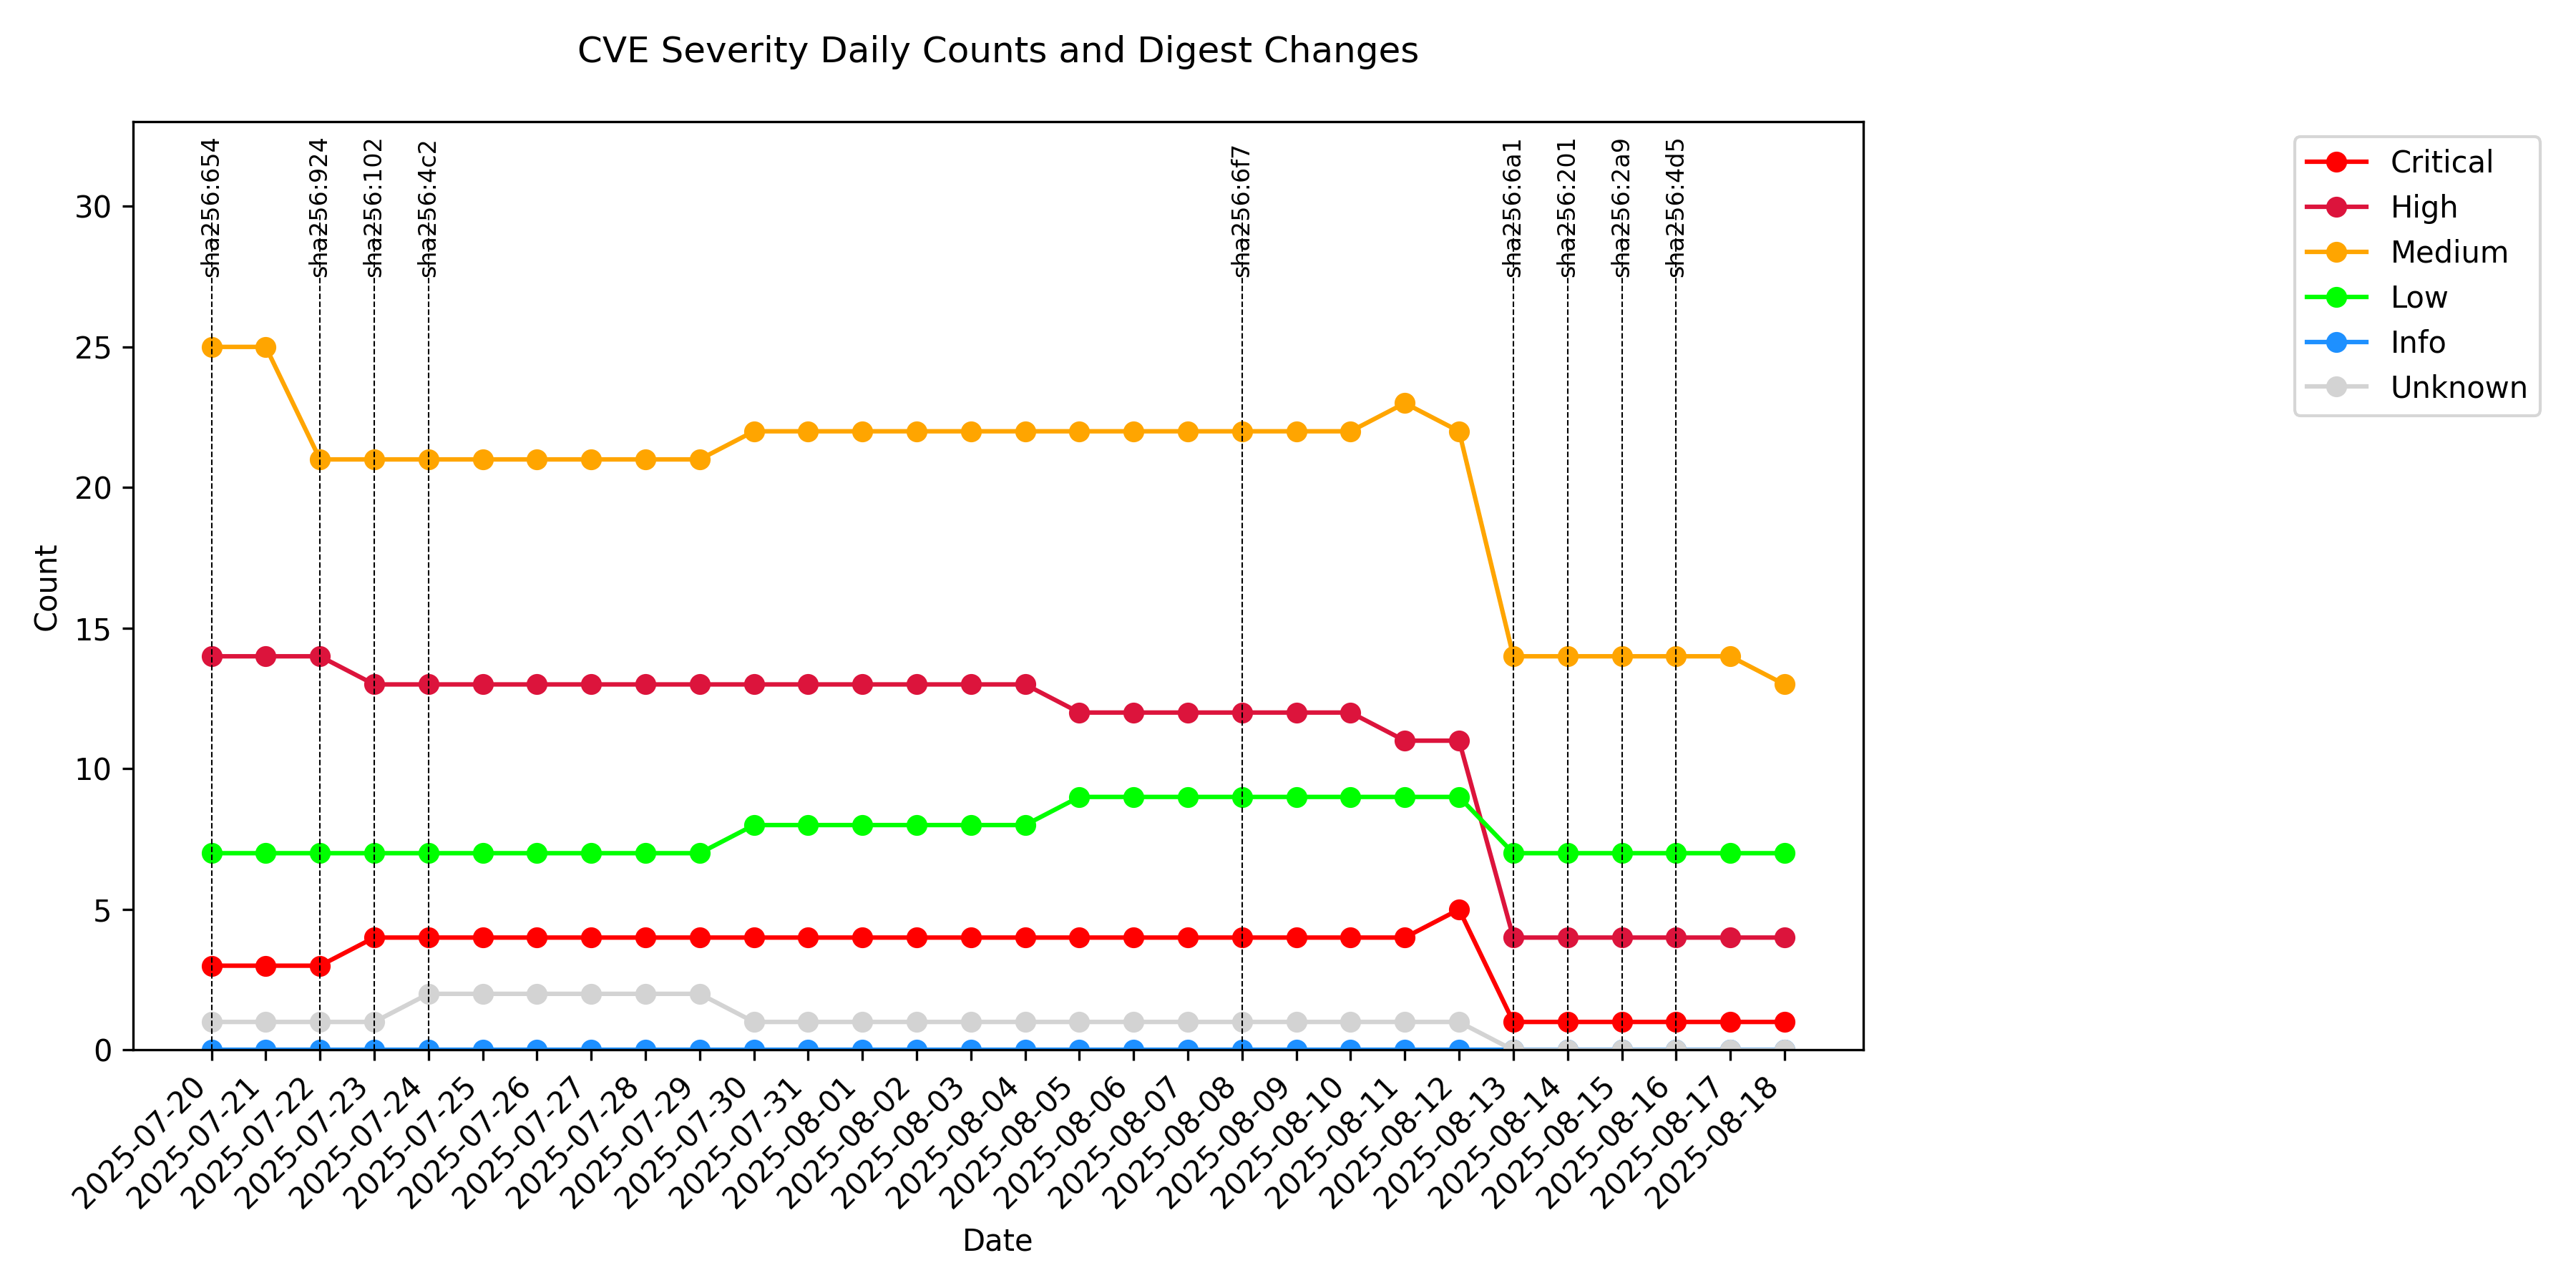 CVE Severity Daily Counts and Digest Changes
sha256:654
sha256:924
sha256:102
sha256:4c2
sha256:6f7
sha256:6a1
sha256:201
sha256:2a9
sha256:4d5
Critical
High
Medium
Low
Info
Unknown
Count
30
25
20
15
10
5
0
2025-07-20
2025-07-21
2025-07-22
2025-07-23
2025-07-24
2025-07-25
2025-07-26
2025-07-27
2025-07-28
2025-07-29
2025-07-30
2025-07-31
2025-08-01
2025-08-02
2025-08-03
2025-08-04
2025-08-05
2025-08-06
2025-08-07
2025-08-08
2025-08-09
2025-08-10
2025-08-11
2025-08-12
2025-08-13
2025-08-14
2025-08-15
2025-08-16
2025-08-17
2025-08-18
Date